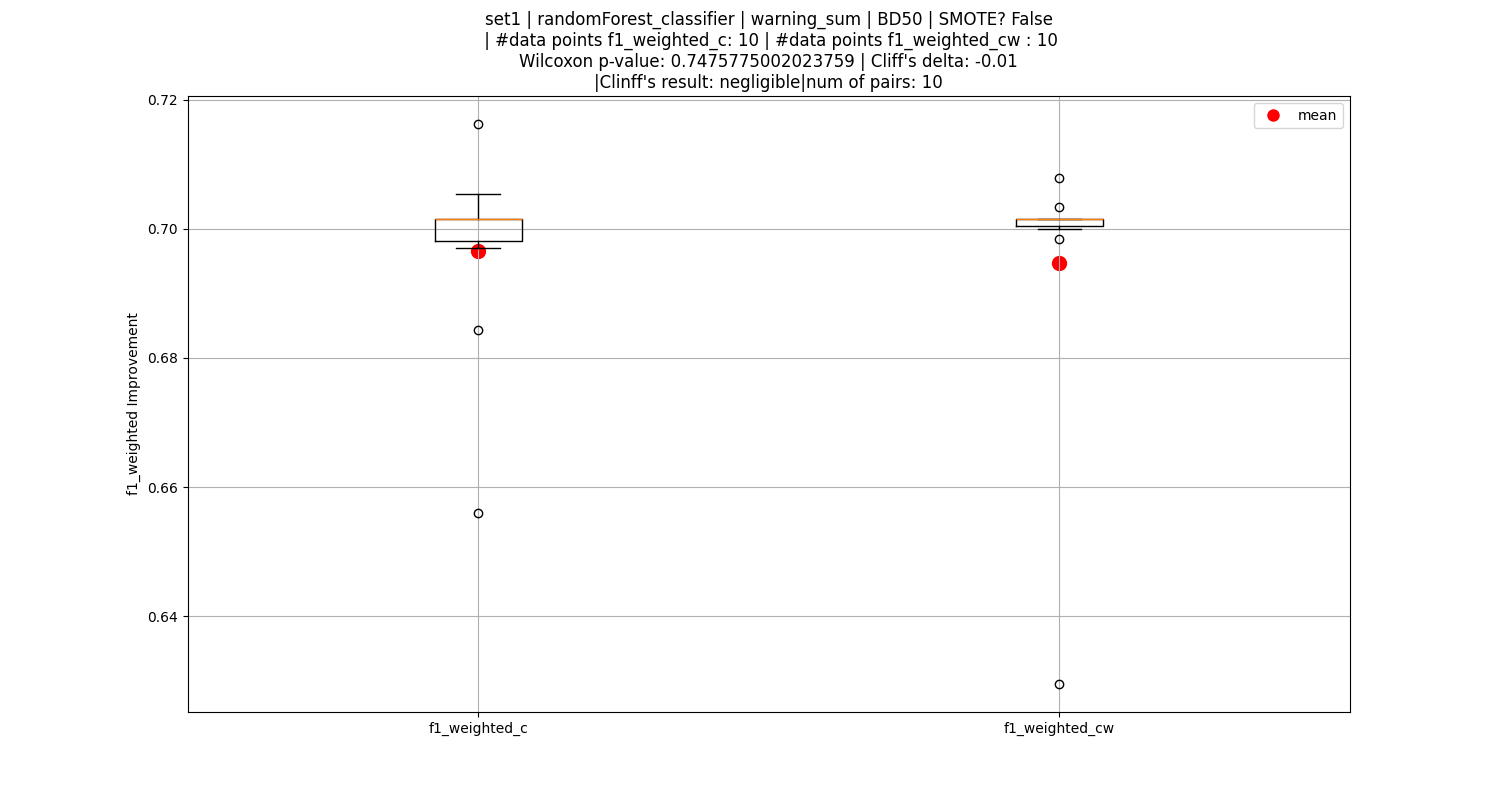 set1 | randomForest_classifier | warning_sum | BD50 | SMOTE? False
| #data points f1_weighted_c: 10 | #data points f1_weighted_cw : 10
Wilcoxon p-value: 0.7475775002023759 | Cliff's delta: -0.01
|Clinff's result: negligible|num of pairs: 10
mean
0.72
0.70
0.68
0.66
0.64
f1_weighted Improvement
f1_weighted_c
f1_weighted_cw